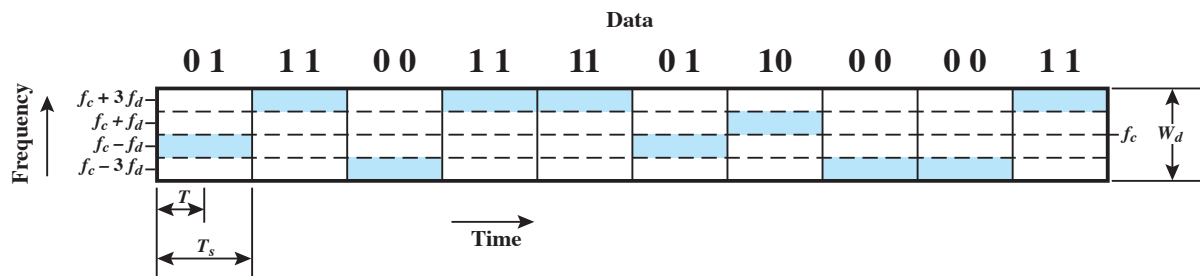 Data
0 1 1 1 0 0 1 1 11 0 1 10 0 0 0 0 1 1
Frequency
f_c + 3f_d
f_c + f_d
f_c − f_d
f_c − 3f_d
f_c
W_d
T
T_s
Time